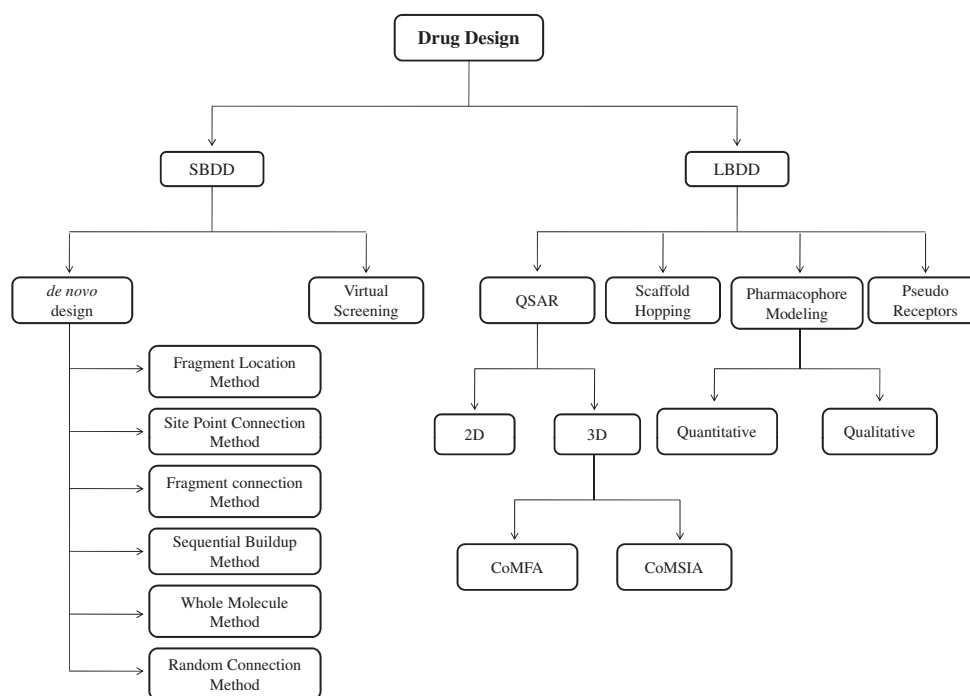 Drug Design
SBDD
LBDD
de novo
design
Virtual
Screening
QSAR
Scaffold
Hopping
Pharmacophore
Modeling
Pseudo
Receptors
Fragment Location
Method
Site Point Connection
Method
Fragment connection
Method
Sequential Buildup
Method
Whole Molecule
Method
Random Connection
Method
2D
3D
Quantitative
Qualitative
CoMFA
CoMSIA